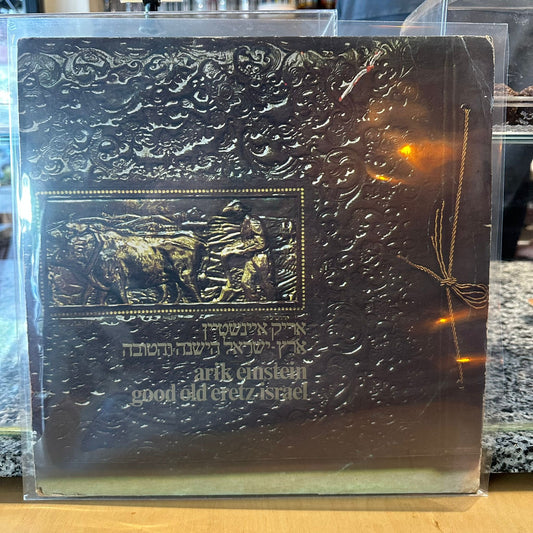 אריק איינשטיין
ארץ-ישראל הישנה והטובה
arik einstein
good old eretz-israel